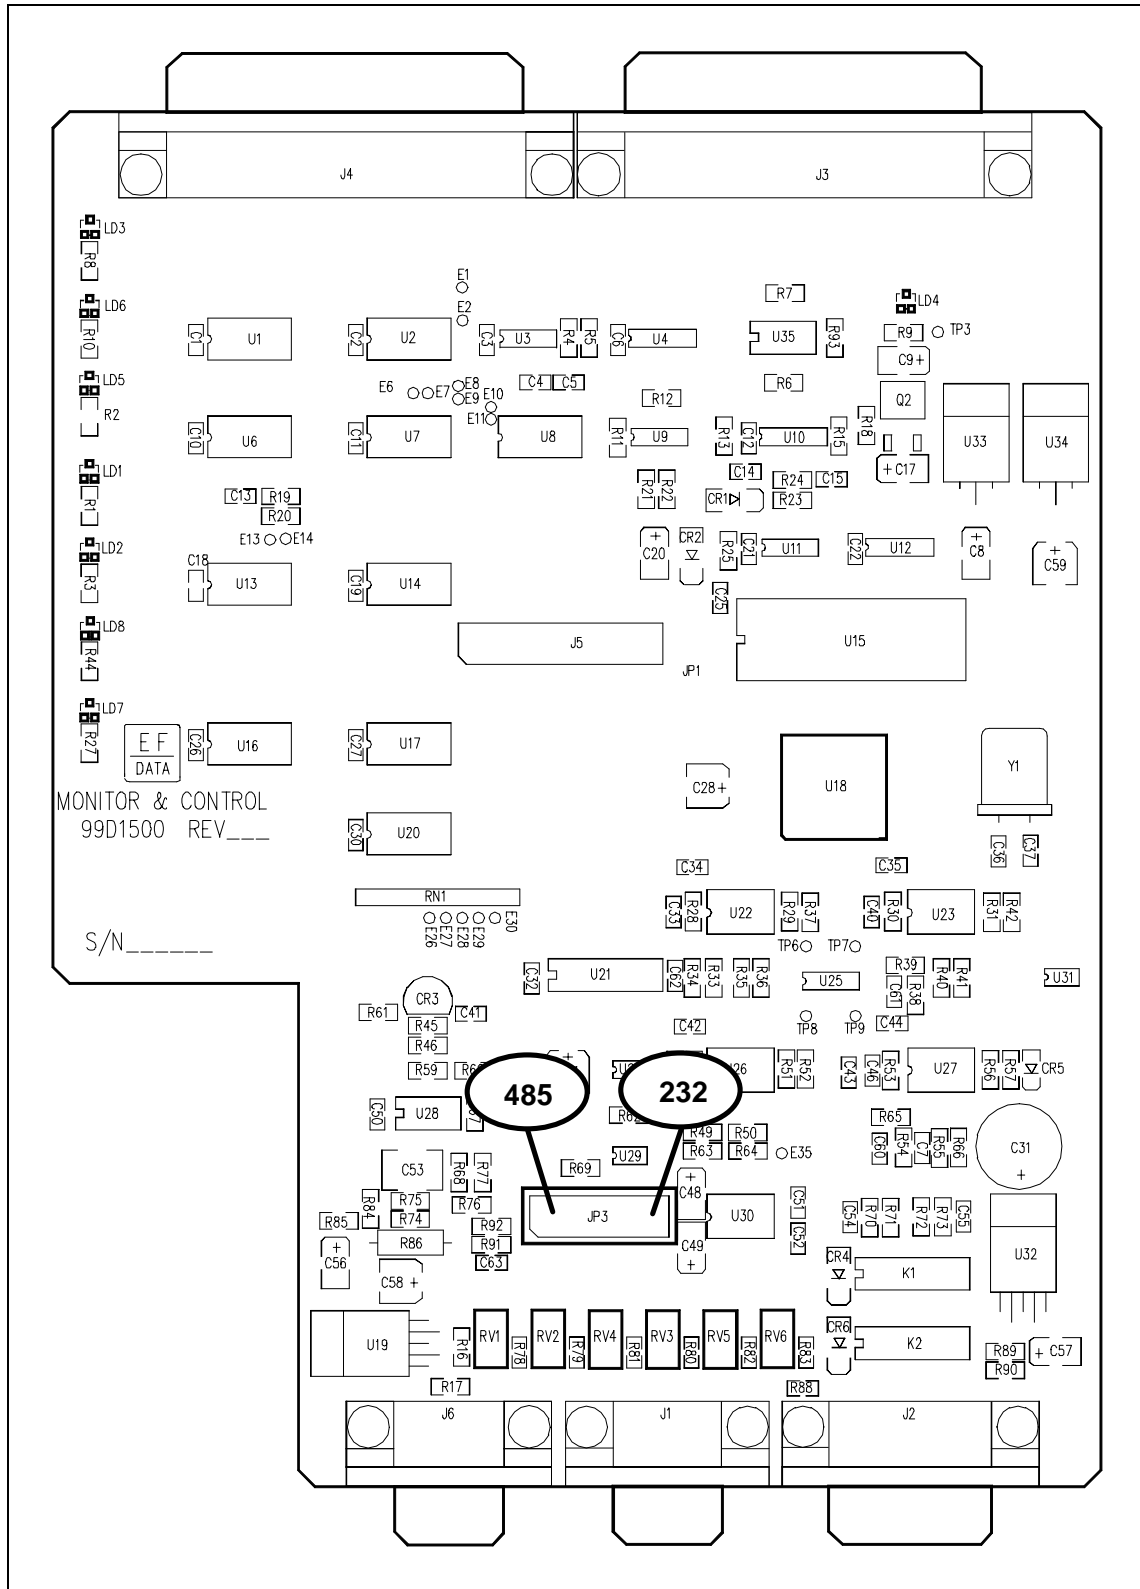 J4 J3
LD3
R8
E1
E2
R7
LD4
LD6
R10
C1 U1 C2 U2 C3 U3 R4 R5 C6 U4 U35 R93 R9 TP3
C9+
LD5
R2
E6 E7 E8 E9 E10 E11 C4 C5 R12 R6 Q2
C10 U6 C11 U7 U8 R11 U9 R13 C12 U10 R15 R18 U33 U34
+C17
LD1
R1
C13 R19 R20 R21 R22 C14 CR1 R24 R23 C15
E13 E14
LD2
R3
C18 U13 C19 U14 + C20 CR2 R25 C21 U11 C22 U12 + C8 + C59
C25
LD8
R44
J5 JP1 U15
LD7
R27
EF
DATA
C26 U16 C27 U17
C28+ U18 Y1
MONITOR & CONTROL
99D1500 REV___
C30 U20
C34 C35 C36 C37
RN1
E26 E27 E28 E29 E30
C33 R28 U22 R29 R37 C40 R30 U23 R31 R42
S/N______
TP6 TP7
C32 U21 C62 R34 R33 R35 R36 U25 R39 C61 R38 R40 R41 U31
CR3
R61 R45 C41
R46
C42 TP8 TP9 C44
R59
+
R51 R52 C43 C46 R53 U27 R56 R57 CR5
485 232
C50 U28
R49 R50 R65
R63 R64 E35 C60 R54 C7 R55 R66 C31 +
C53 R68 R77 R69 U29
R75
R76
R84 R74
R85
JP3
C48 + C49 + U30 C51 C52 C54 R70 R71 R72 R73 C55
R92
R91
C63
R86
+ C56
C58+
CR4 K1 U32
U19 R16 RV1 R78 RV2 R79 RV4 R81 RV3 R80 RV5 R82 RV6 R83 CR6 K2 R89 R90 +C57
R17 R88
J6 J1 J2